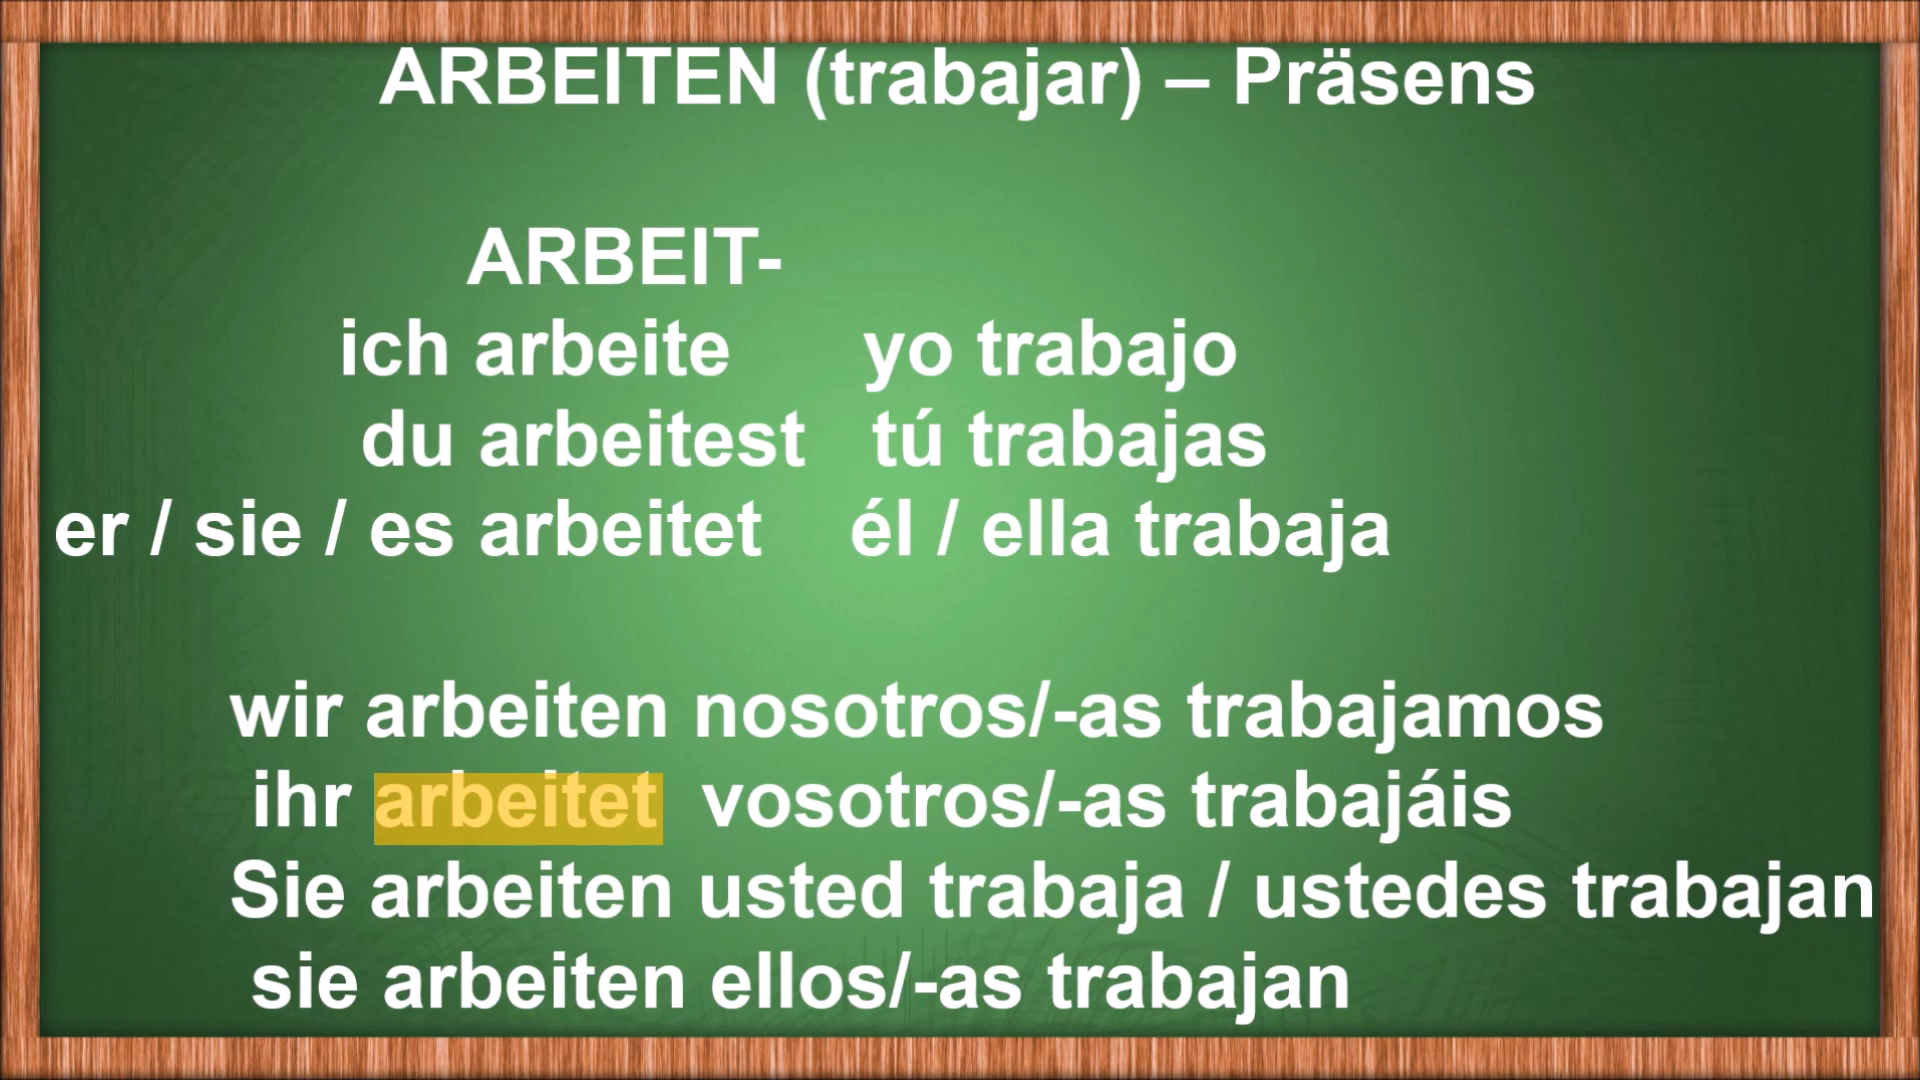 ARBEITEN (trabajar) – Präsens
ARBEIT-
ich arbeite yo trabajo
du arbeitest tú trabajas
er / sie / es arbeitet él / ella trabaja
wir arbeiten nosotros/-as trabajamos
ihr arbeitet vosotros/-as trabajáis
Sie arbeiten usted trabaja / ustedes trabajan
sie arbeiten ellos/-as trabajan